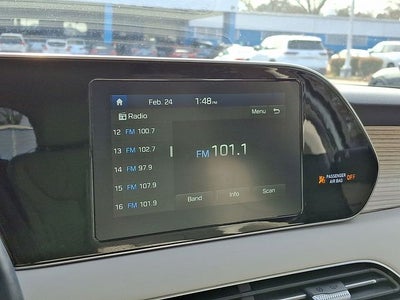 Feb. 24 1:48PM
Radio Menu
12 FM 100.7
13 FM 102.7
14 FM 97.9
15 FM 107.9
16 FM 101.9
FM 101.1
Band Info Scan
PASSENGER
AIR BAG OFF